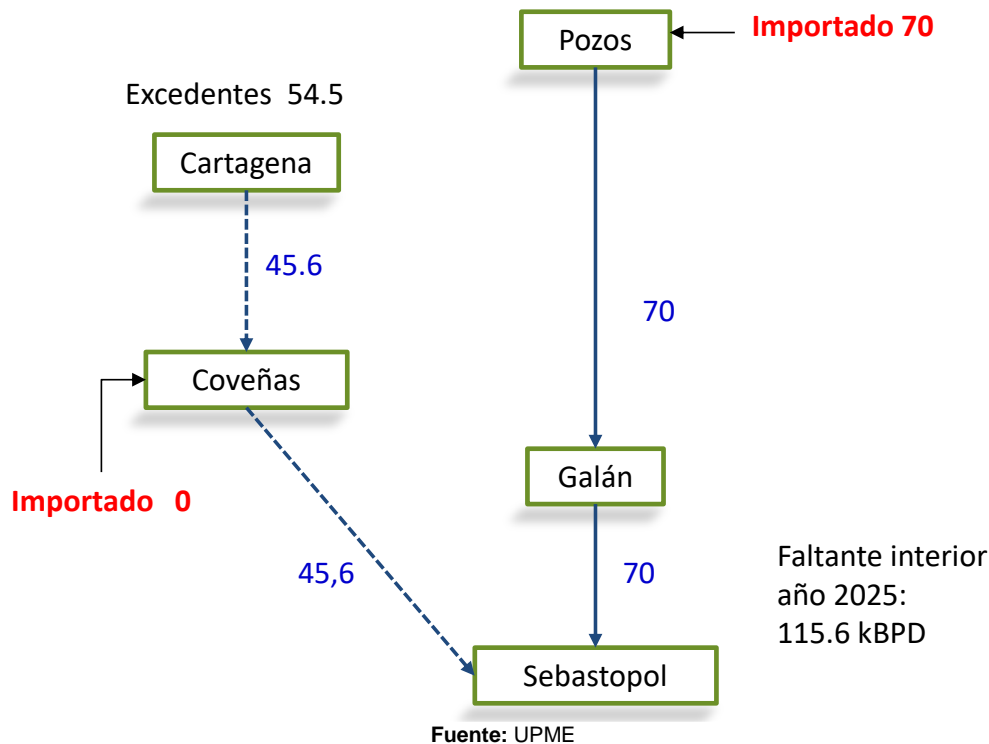 Importado 70
Pozos
Excedentes  54.5
Cartagena
45.6
70
Coveñas
Galán
Importado  0
45,6
70
Faltante interior
año 2025:
115.6 kBPD
Sebastopol
Fuente: UPME